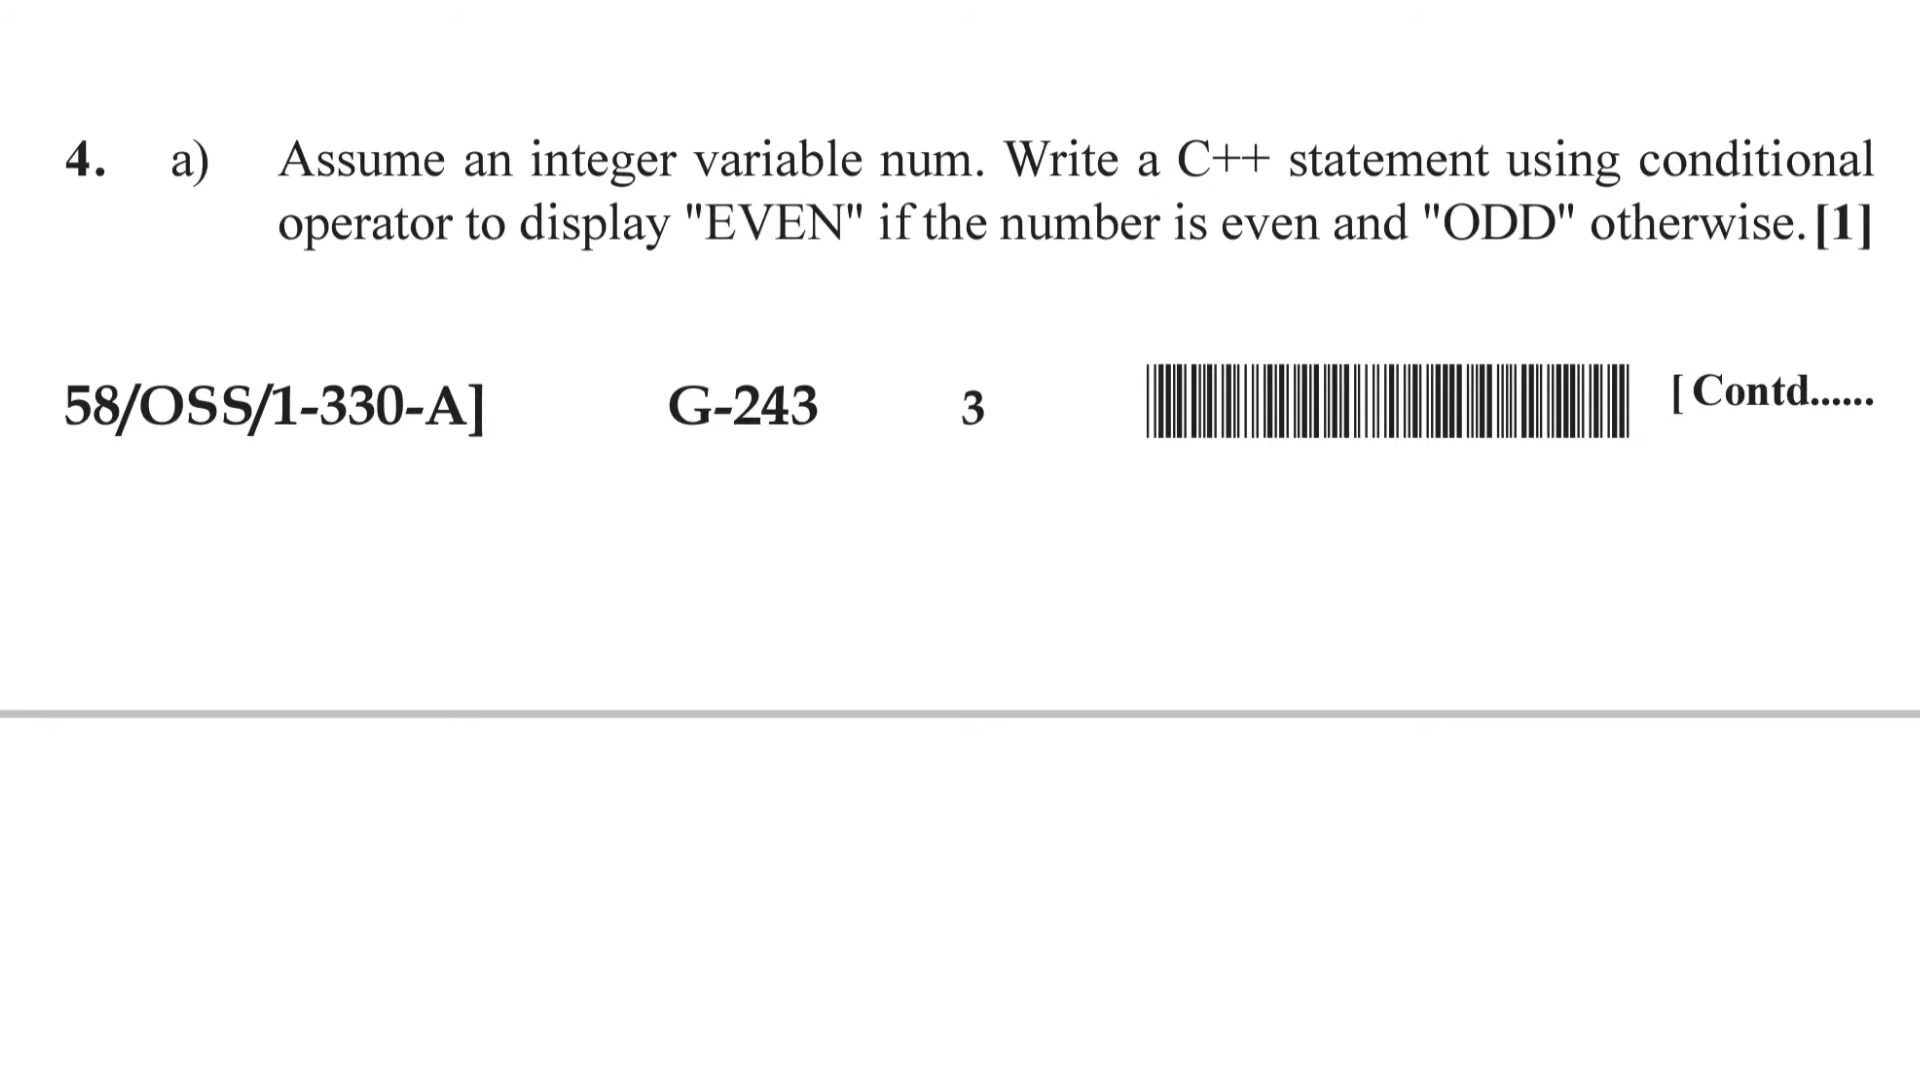 4. a) Assume an integer variable num. Write a C++ statement using conditional
operator to display "EVEN" if the number is even and "ODD" otherwise. [1]
58/OSS/1-330-A] G-243 3 [ Contd......